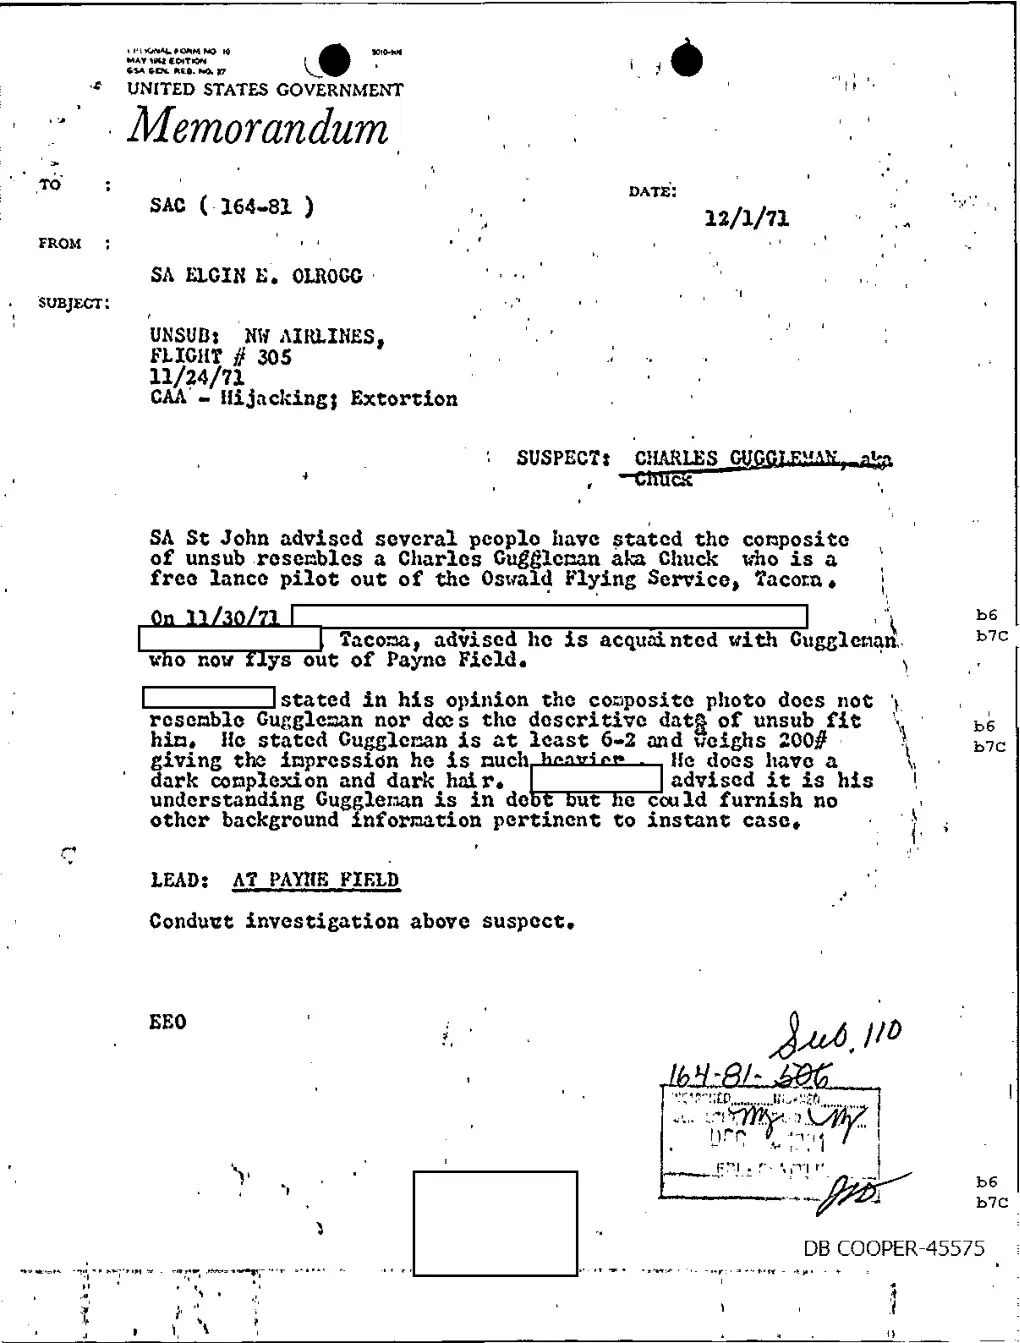 MAY 1962 EDITION
GSA GEN. REG. NO. 27
UNITED STATES GOVERNMENT
Memorandum
TO :
SAC ( 164-81 )
DATE:
12/1/71
FROM :
SA ELGIN E. OLROGG
SUBJECT:
UNSUB: NW AIRLINES,
FLIGHT # 305
11/24/71
CAA - Hijacking; Extortion
SUSPECT: CHARLES GUGGLEMAN, aka
Chuck
SA St John advised several people have stated the composite
of unsub resembles a Charles Guggleman aka Chuck who is a
free lance pilot out of the Oswald Flying Service, Tacoma.
On 11/30/71
b6
b7C
Tacoma, advised he is acquainted with Guggleman
who now flys out of Payne Field.
stated in his opinion the composite photo does not
resemble Guggleman nor does the descritive data of unsub fit
b6
b7C
him. He stated Guggleman is at least 6-2 and weighs 200#
giving the impression he is much heavier . He does have a
dark complexion and dark hair. advised it is his
understanding Guggleman is in debt but he could furnish no
other background information pertinent to instant case.
LEAD: AT PAYNE FIELD
Conduct investigation above suspect.
EEO
Sub. 110
164-81-506
b6
b7C
DB COOPER-45575